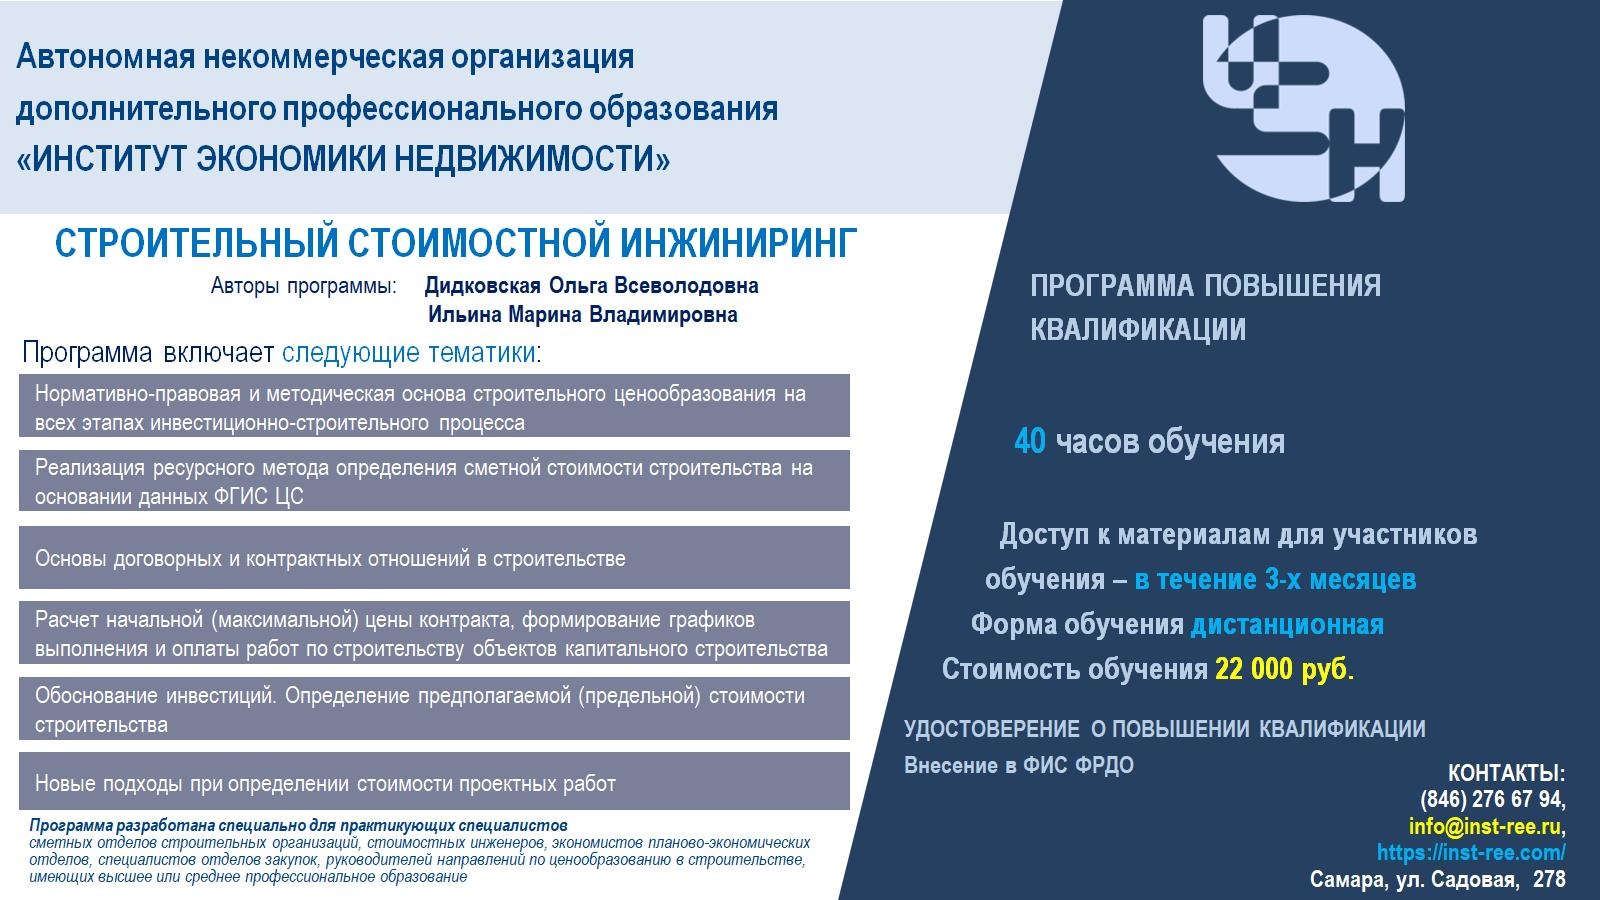 Автономная некоммерческая организация
дополнительного профессионального образования
«ИНСТИТУТ ЭКОНОМИКИ НЕДВИЖИМОСТИ»
СТРОИТЕЛЬНЫЙ СТОИМОСТНОЙ ИНЖИНИРИНГ
Авторы программы: Дидковская Ольга Всеволодовна
Ильина Марина Владимировна
Программа включает следующие тематики:
Нормативно-правовая и методическая основа строительного ценообразования на
всех этапах инвестиционно-строительного процесса
Реализация ресурсного метода определения сметной стоимости строительства на
основании данных ФГИС ЦС
Основы договорных и контрактных отношений в строительстве
Расчет начальной (максимальной) цены контракта, формирование графиков
выполнения и оплаты работ по строительству объектов капитального строительства
Обоснование инвестиций. Определение предполагаемой (предельной) стоимости
строительства
Новые подходы при определении стоимости проектных работ
Программа разработана специально для практикующих специалистов
сметных отделов строительных организаций, стоимостных инженеров, экономистов планово-экономических
отделов, специалистов отделов закупок, руководителей направлений по ценообразованию в строительстве,
имеющих высшее или среднее профессиональное образование
ИЭН
ПРОГРАММА ПОВЫШЕНИЯ
КВАЛИФИКАЦИИ
40 часов обучения
Доступ к материалам для участников
обучения – в течение 3-х месяцев
Форма обучения дистанционная
Стоимость обучения 22 000 руб.
УДОСТОВЕРЕНИЕ О ПОВЫШЕНИИ КВАЛИФИКАЦИИ
Внесение в ФИС ФРДО
КОНТАКТЫ:
(846) 276 67 94,
info@inst-ree.ru,
https://inst-ree.com/
Самара, ул. Садовая, 278